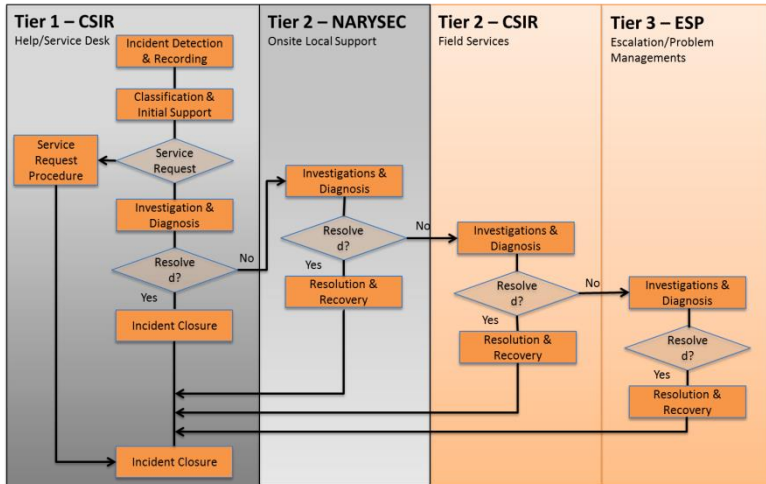 Tier 1 – CSIR
Help/Service Desk
Incident Detection
& Recording
Classification &
Initial Support
Service
Request
Procedure
Service
Request
Investigation &
Diagnosis
Resolve
d?
No
Yes
Incident Closure
Incident Closure
Tier 2 – NARYSEC
Onsite Local Support
Investigations &
Diagnosis
Resolve
d?
No
Yes
Resolution &
Recovery
Tier 2 – CSIR
Field Services
Investigations &
Diagnosis
Resolve
d?
No
Yes
Resolution &
Recovery
Tier 3 – ESP
Escalation/Problem
Managements
Investigations &
Diagnosis
Resolve
d?
Yes
Resolution &
Recovery